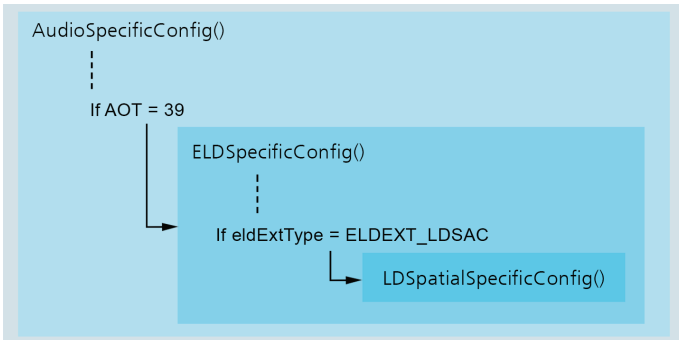 AudioSpecificConfig()
If AOT = 39
ELDSpecificConfig()
If eldExtType = ELDEXT_LDSAC
LDSpatialSpecificConfig()